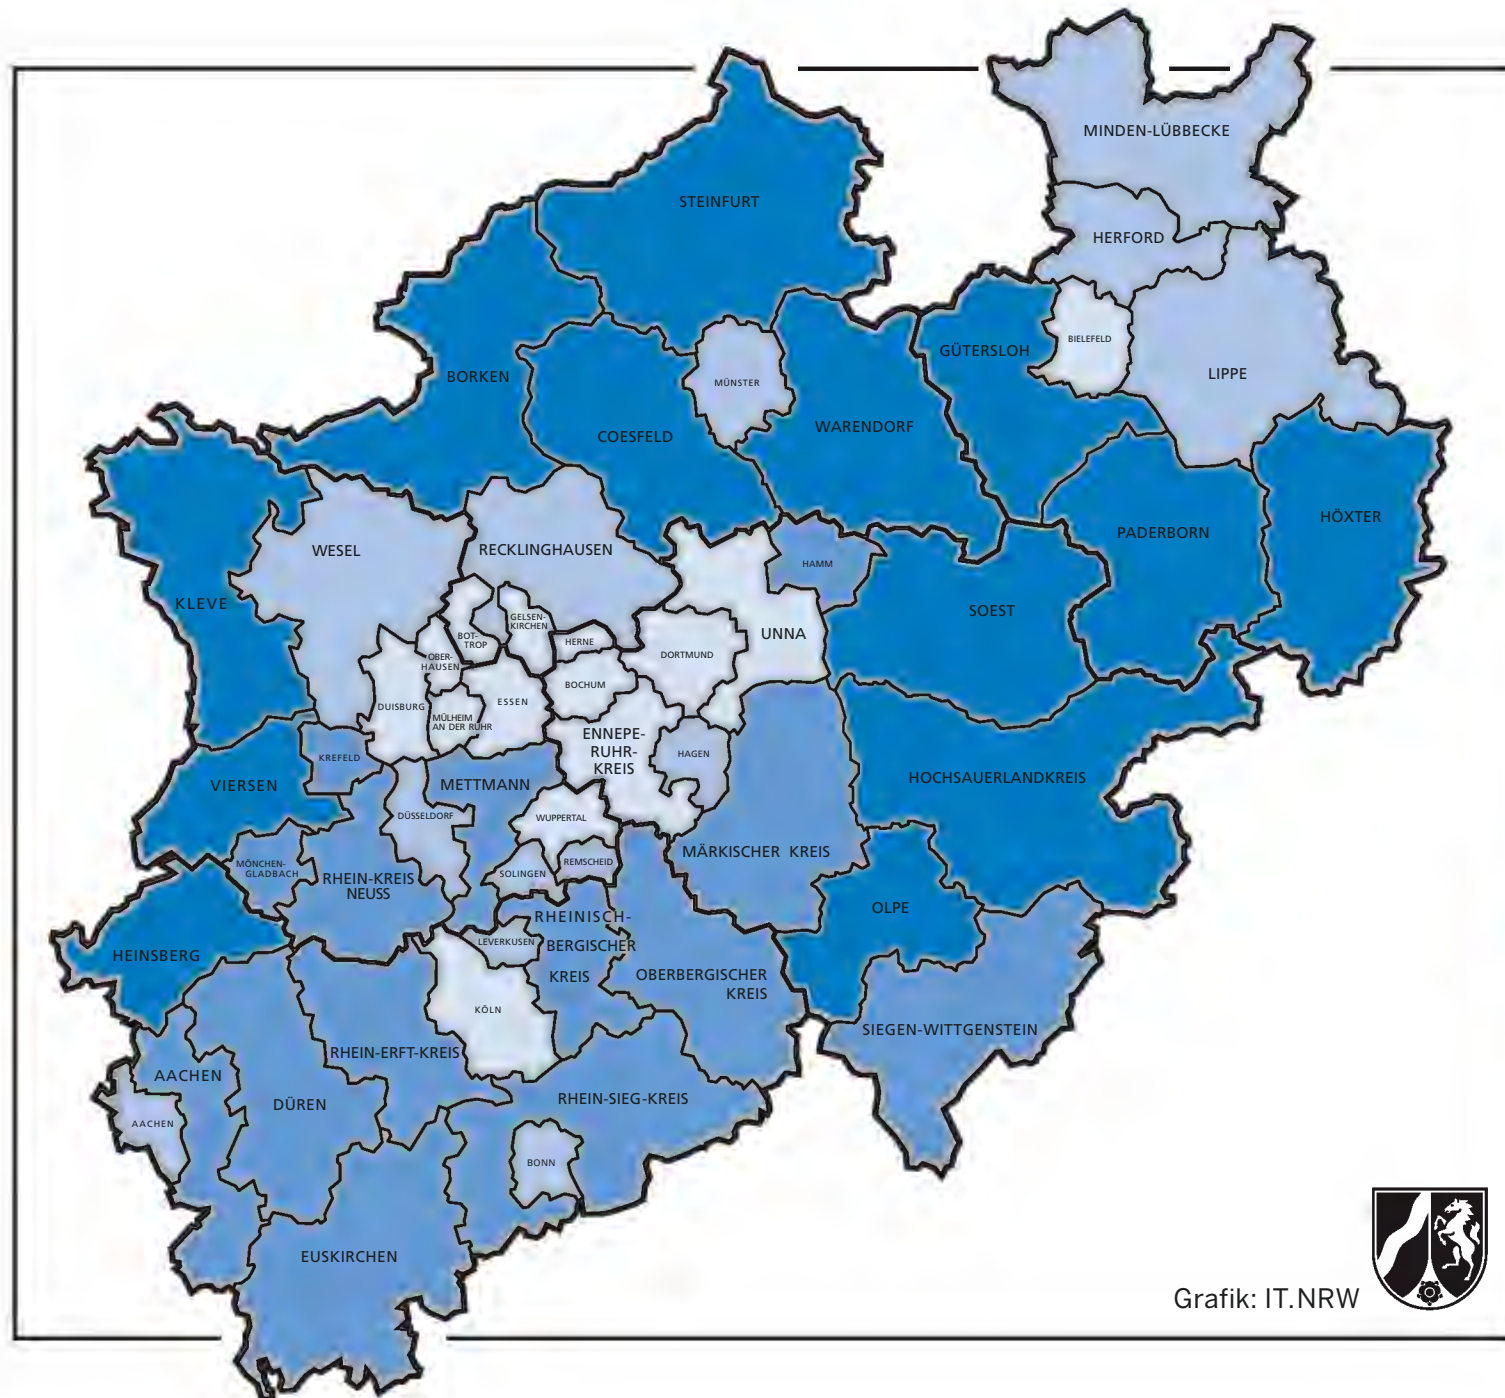 MINDEN-LÜBBECKE
STEINFURT
HERFORD
BIELEFELD
GÜTERSLOH
LIPPE
BORKEN
MÜNSTER
WARENDORF
COESFELD
HÖXTER
PADERBORN
WESEL
RECKLINGHAUSEN
HAMM
KLEVE
SOEST
GELSEN-
KIRCHEN
BOT-
TROP
HERNE
UNNA
OBER-
HAUSEN
DORTMUND
BOCHUM
DUISBURG
ESSEN
MÜLHEIM
AN DER RUHR
ENNEPE-
RUHR-
KREIS
HAGEN
KREFELD
HOCHSAUERLANDKREIS
VIERSEN
METTMANN
DÜSSELDORF
WUPPERTAL
MÄRKISCHER KREIS
MÖNCHEN-
GLADBACH
RHEIN-KREIS
NEUSS
SOLINGEN
REMSCHEID
OLPE
RHEINISCH-
BERGISCHER
KREIS
LEVERKUSEN
HEINSBERG
OBERBERGISCHER
KREIS
KÖLN
SIEGEN-WITTGENSTEIN
RHEIN-ERFT-KREIS
AACHEN
DÜREN
RHEIN-SIEG-KREIS
AACHEN
BONN
EUSKIRCHEN
Grafik: IT.NRW